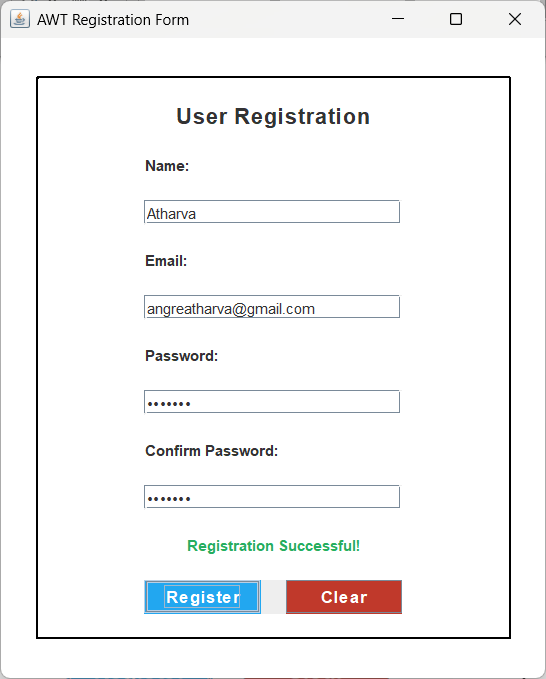 AWT Registration Form
User Registration
Name:
Atharva
Email:
angreatharva@gmail.com
Password:
•••••••
Confirm Password:
•••••••
Registration Successful!
Register Clear